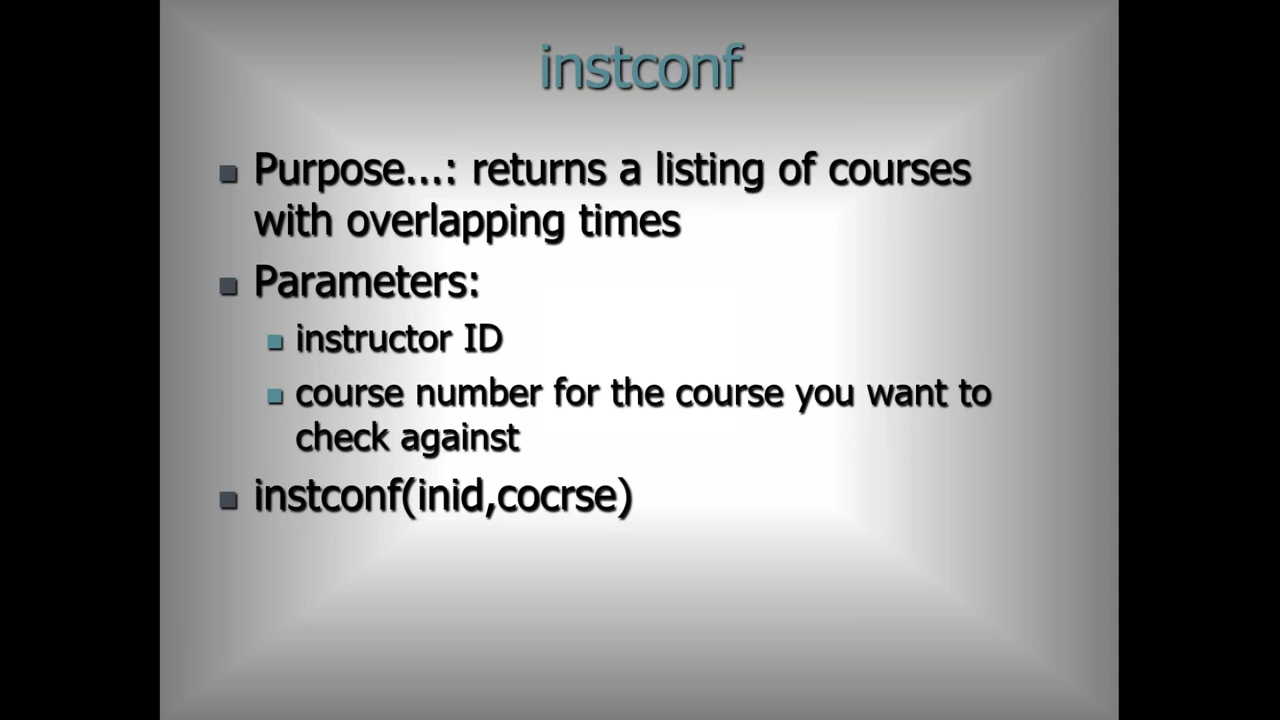 instconf
Purpose...: returns a listing of courses
with overlapping times
Parameters:
instructor ID
course number for the course you want to
check against
instconf(inid,cocrse)